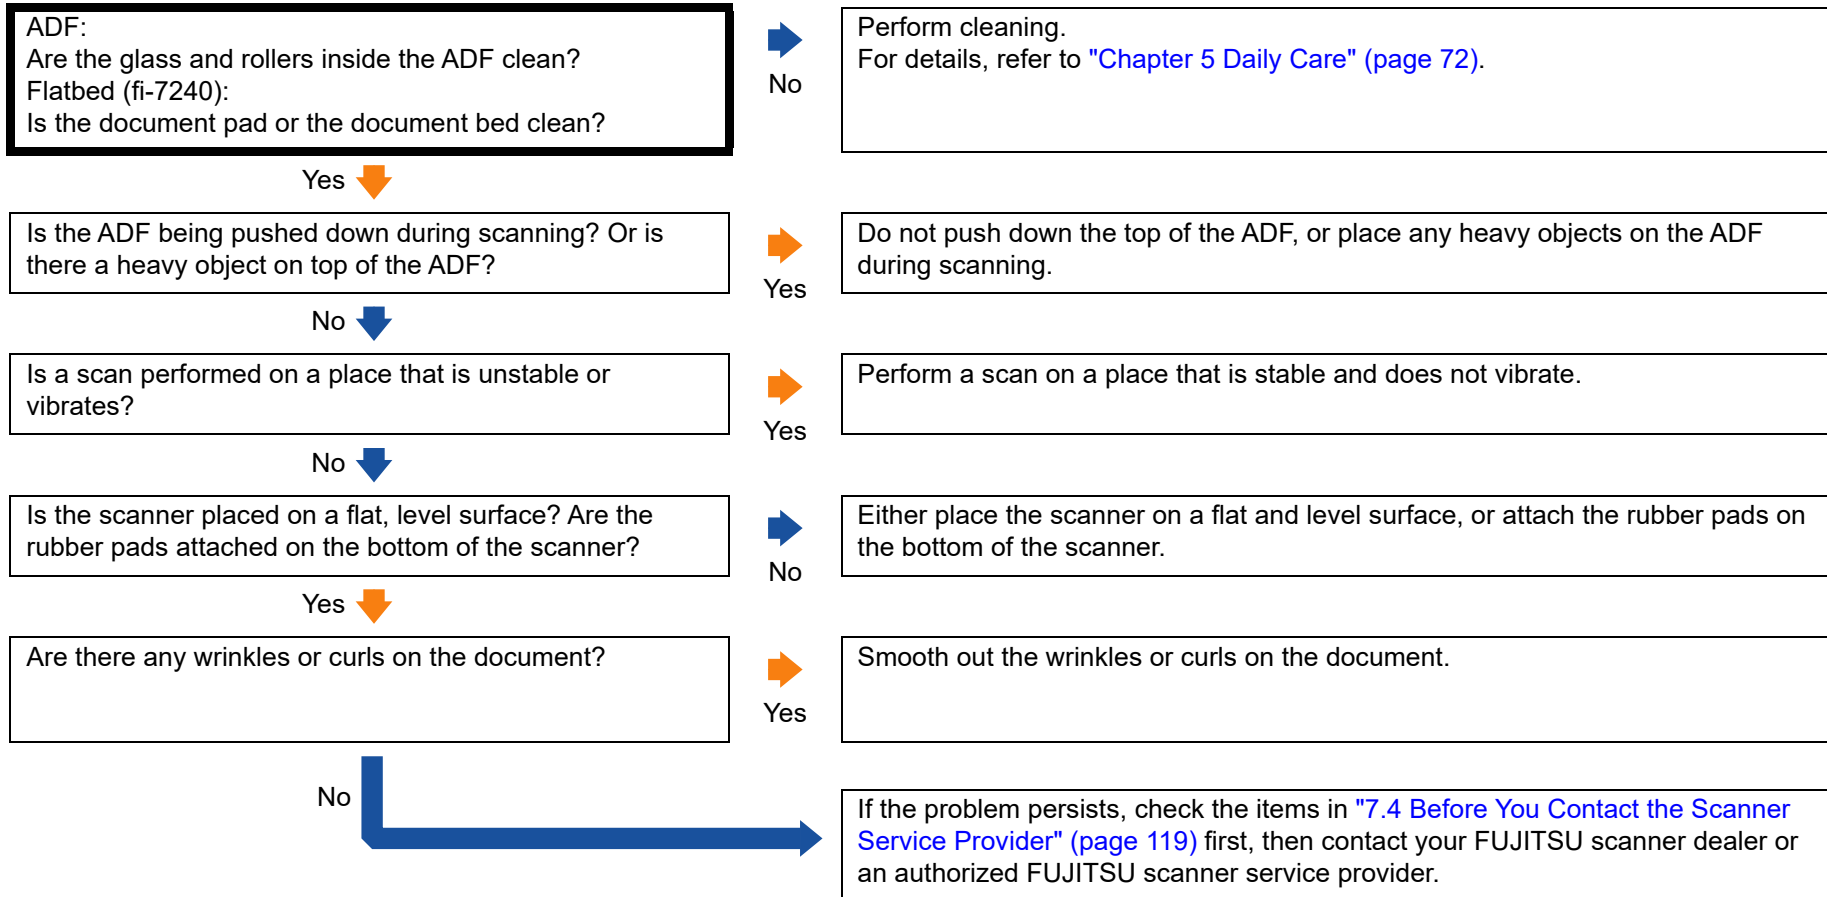 ADF:
Are the glass and rollers inside the ADF clean?
Flatbed (fi-7240):
Is the document pad or the document bed clean?
No
Perform cleaning.
For details, refer to "Chapter 5 Daily Care" (page 72).
Yes
Is the ADF being pushed down during scanning? Or is
there a heavy object on top of the ADF?
Yes
Do not push down the top of the ADF, or place any heavy objects on the ADF
during scanning.
No
Is a scan performed on a place that is unstable or
vibrates?
Yes
Perform a scan on a place that is stable and does not vibrate.
No
Is the scanner placed on a flat, level surface? Are the
rubber pads attached on the bottom of the scanner?
No
Either place the scanner on a flat and level surface, or attach the rubber pads on
the bottom of the scanner.
Yes
Are there any wrinkles or curls on the document?
Yes
Smooth out the wrinkles or curls on the document.
No
If the problem persists, check the items in "7.4 Before You Contact the Scanner
Service Provider" (page 119) first, then contact your FUJITSU scanner dealer or
an authorized FUJITSU scanner service provider.